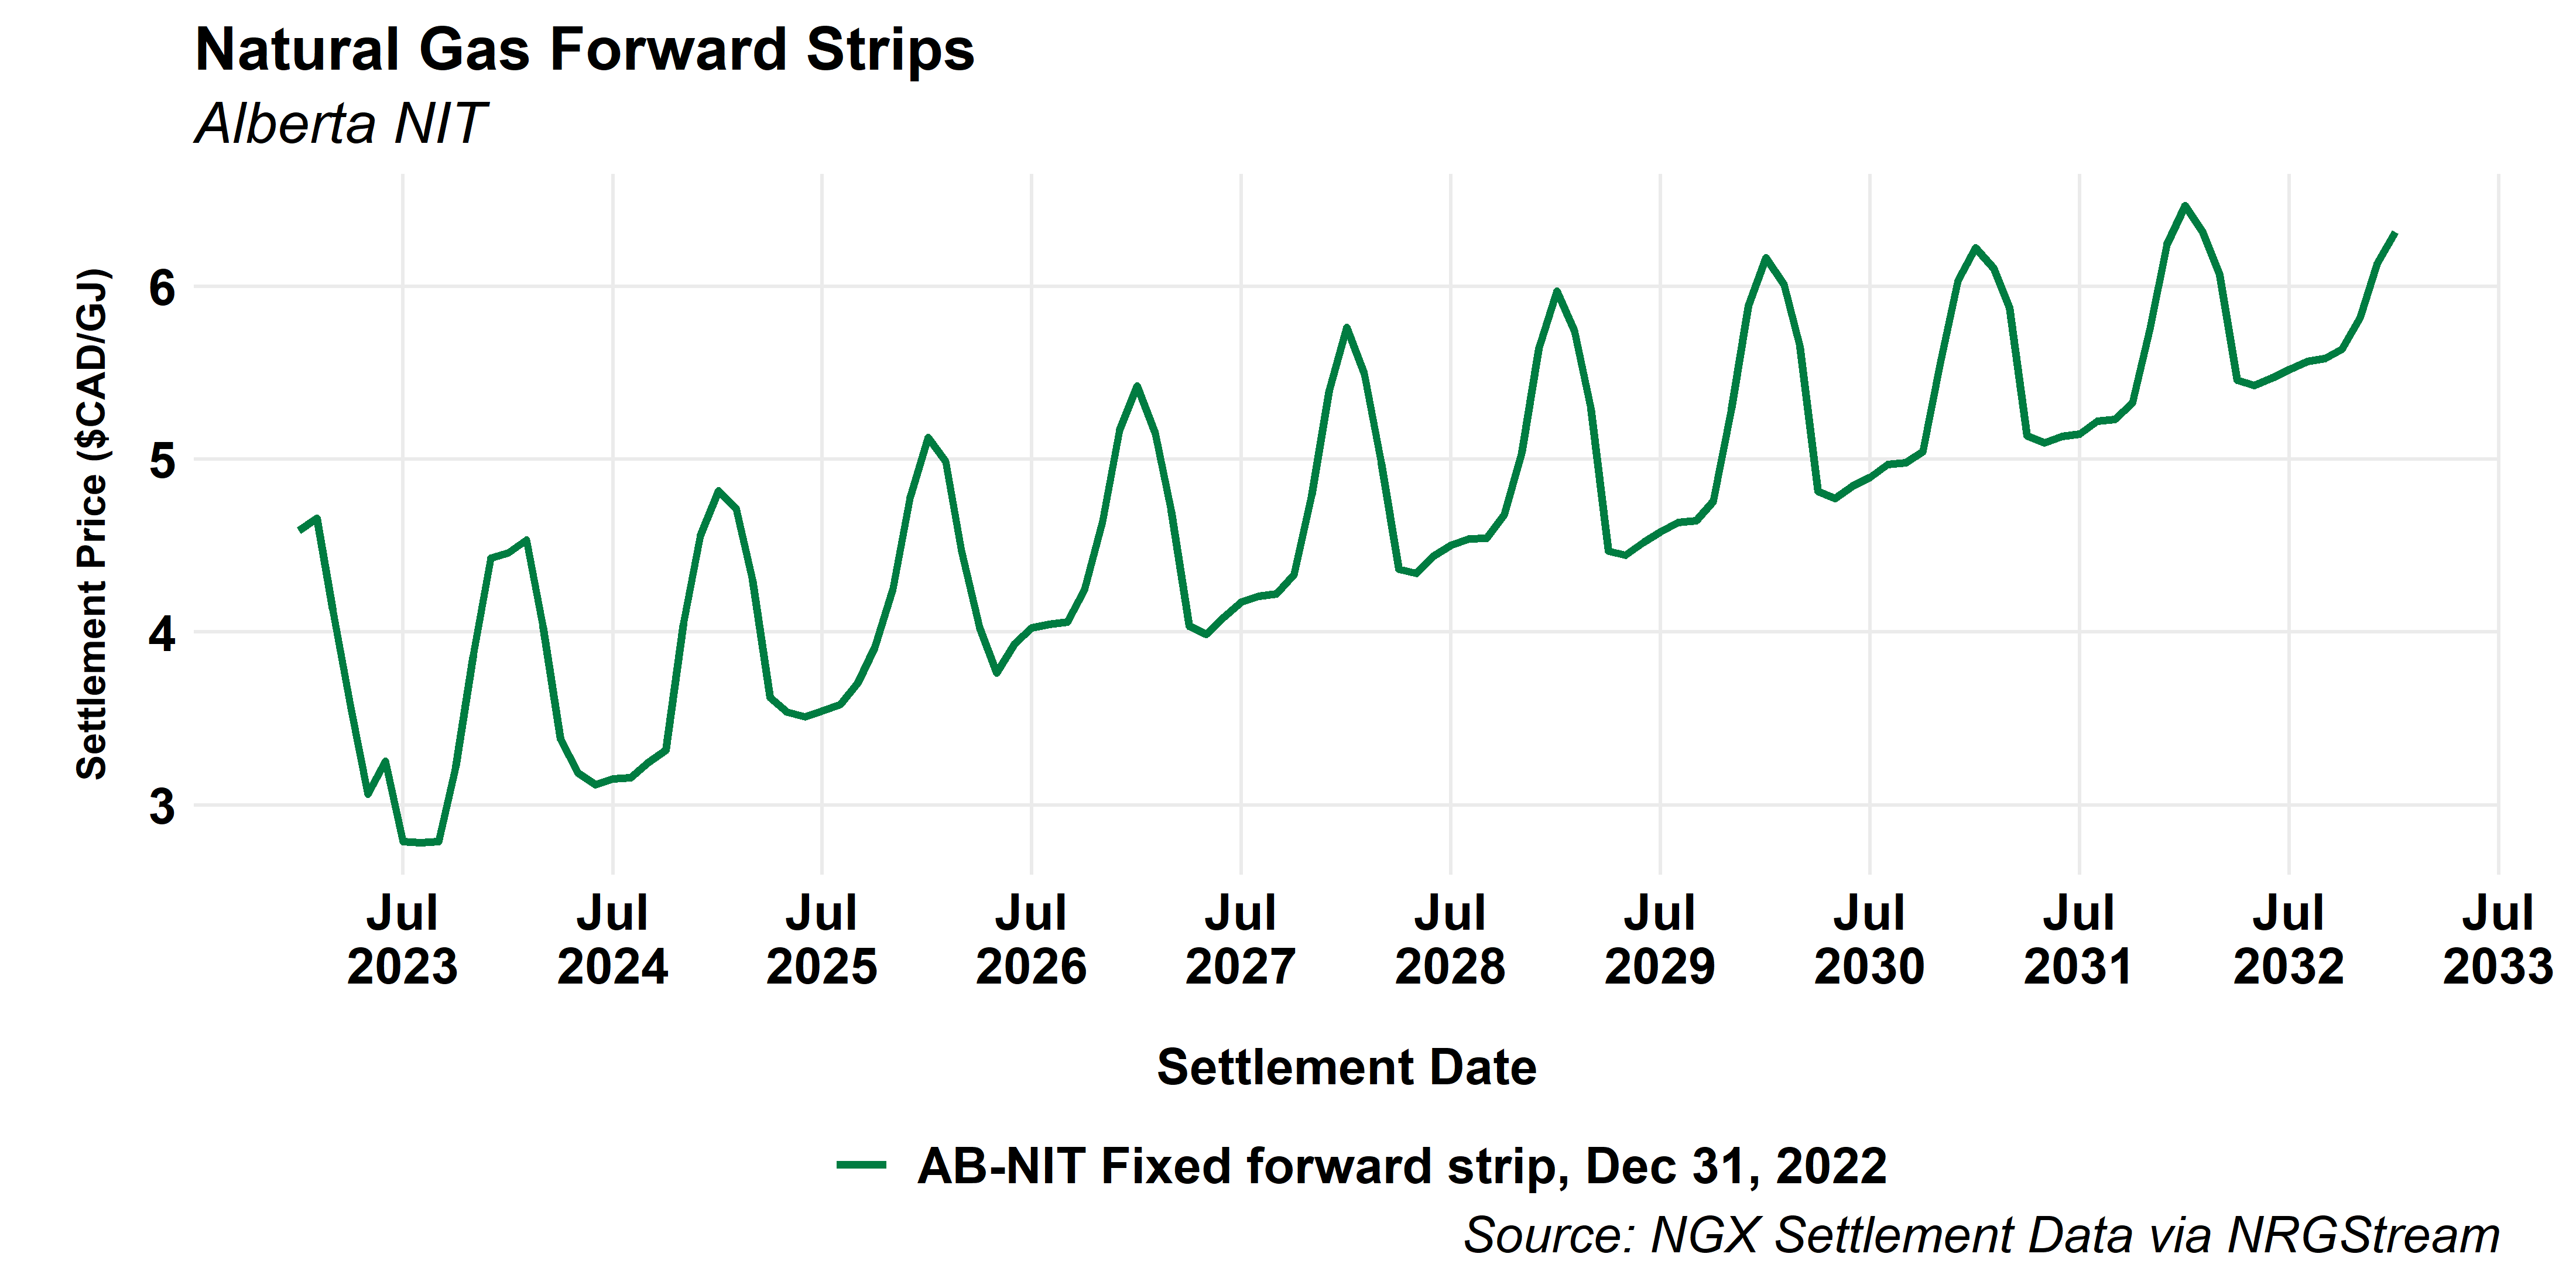 Natural Gas Forward Strips
Alberta NIT
Settlement Price ($CAD/GJ)
6
5
4
3
Jul Jul Jul Jul Jul Jul Jul Jul Jul Jul Jul
2023 2024 2025 2026 2027 2028 2029 2030 2031 2032 2033
Settlement Date
AB-NIT Fixed forward strip, Dec 31, 2022
Source: NGX Settlement Data via NRGStream